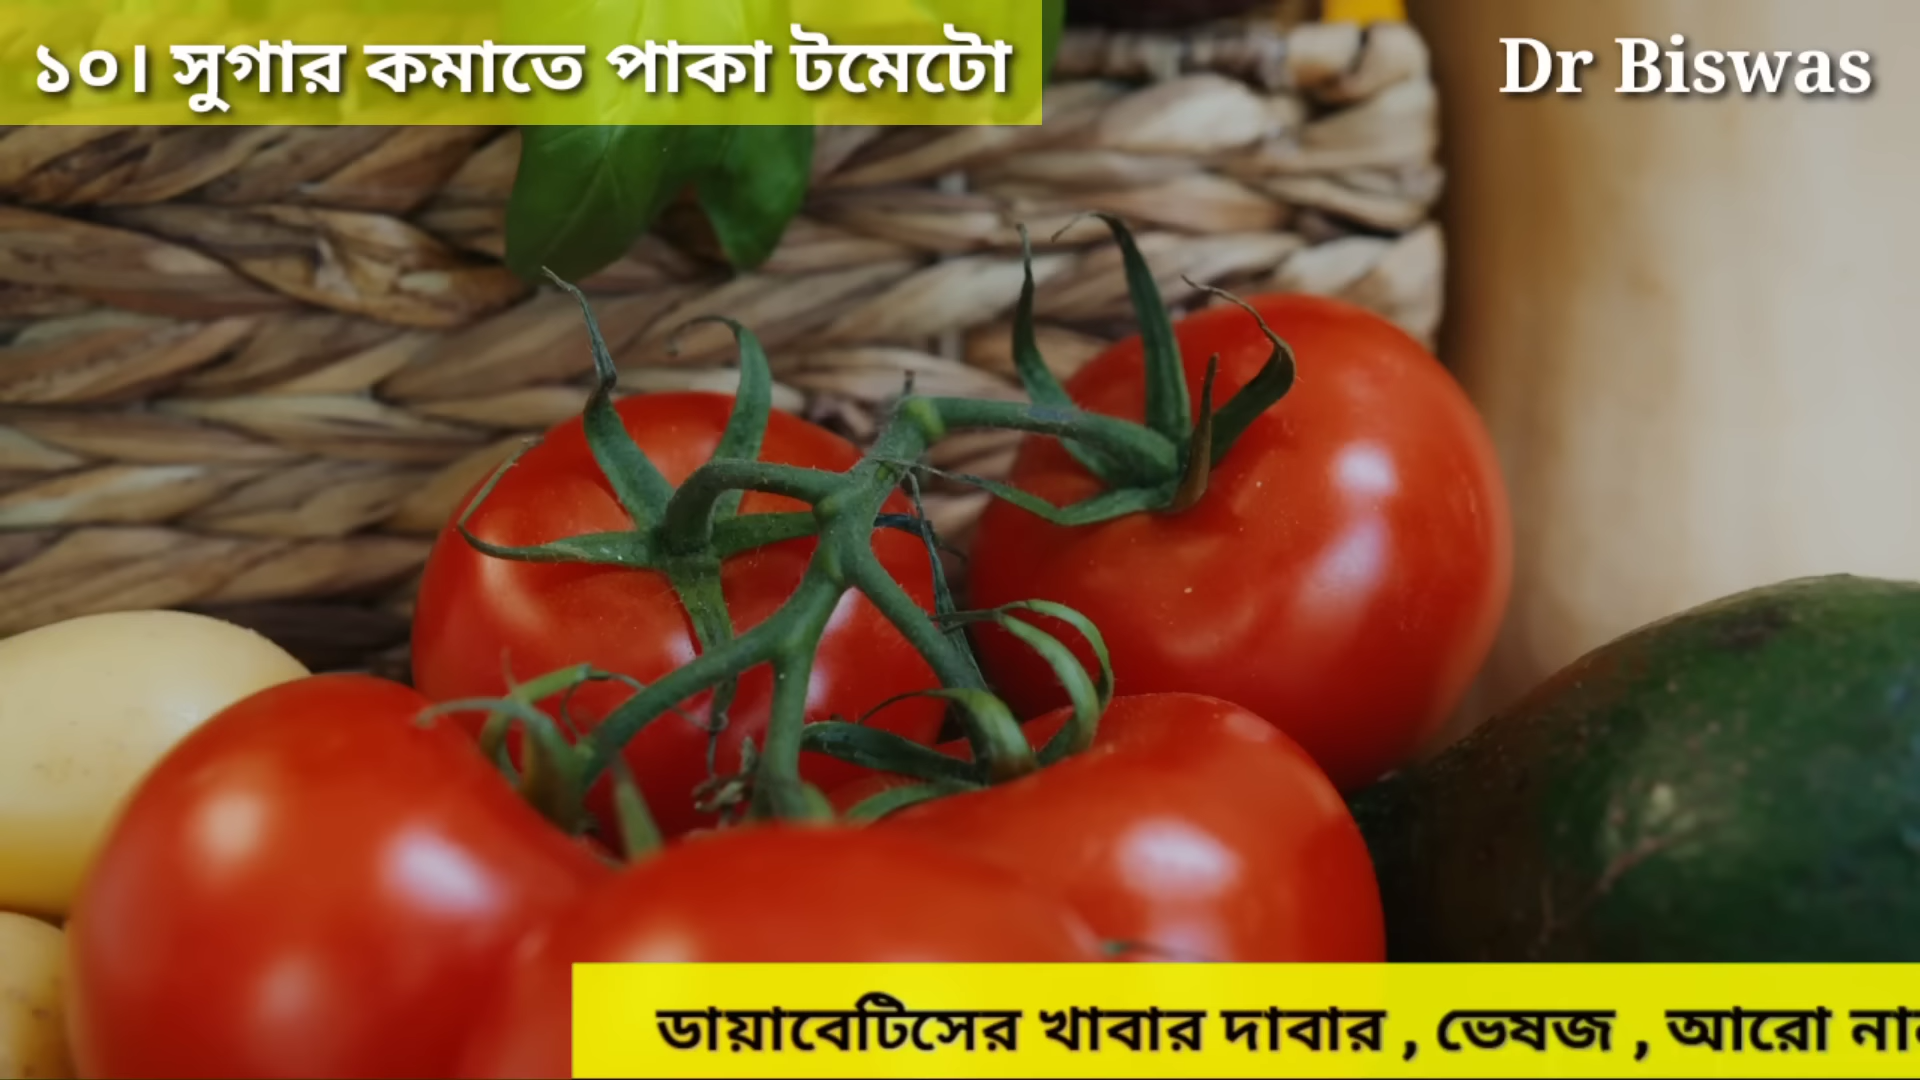 ১০। সুগার কমাতে পাকা টমেটো
Dr Biswas
ডায়াবেটিসের খাবার দাবার , ভেষজ , আরো